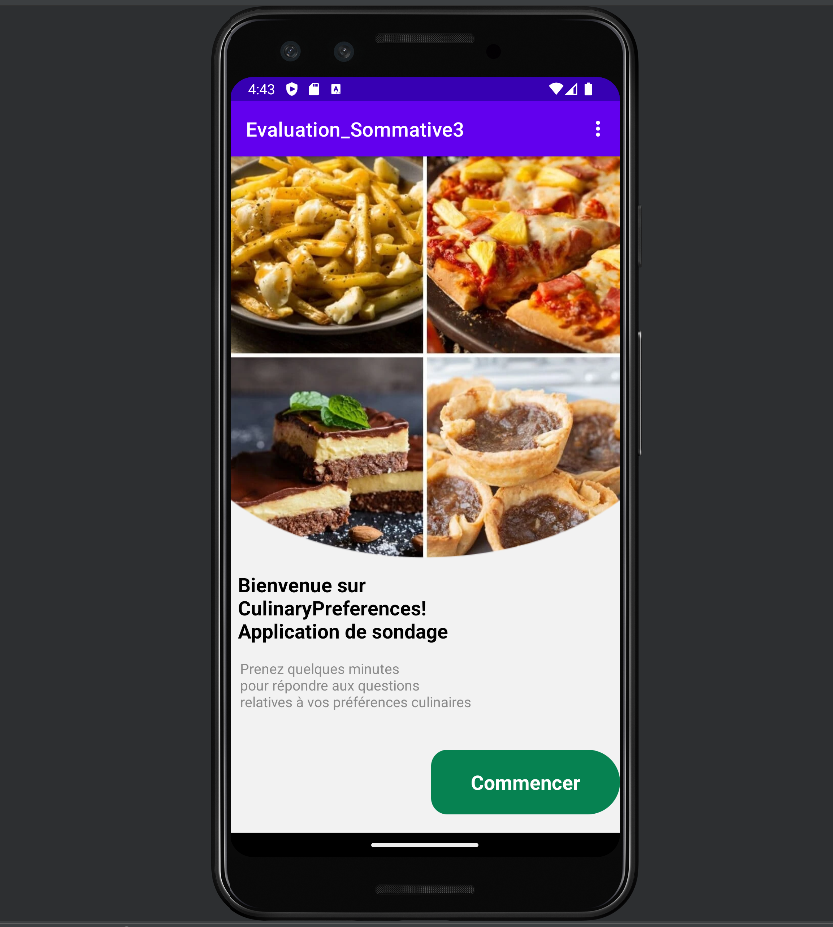 4:43
Evaluation_Sommative3
Bienvenue sur
CulinaryPreferences!
Application de sondage
Prenez quelques minutes
pour répondre aux questions
relatives à vos préférences culinaires
Commencer